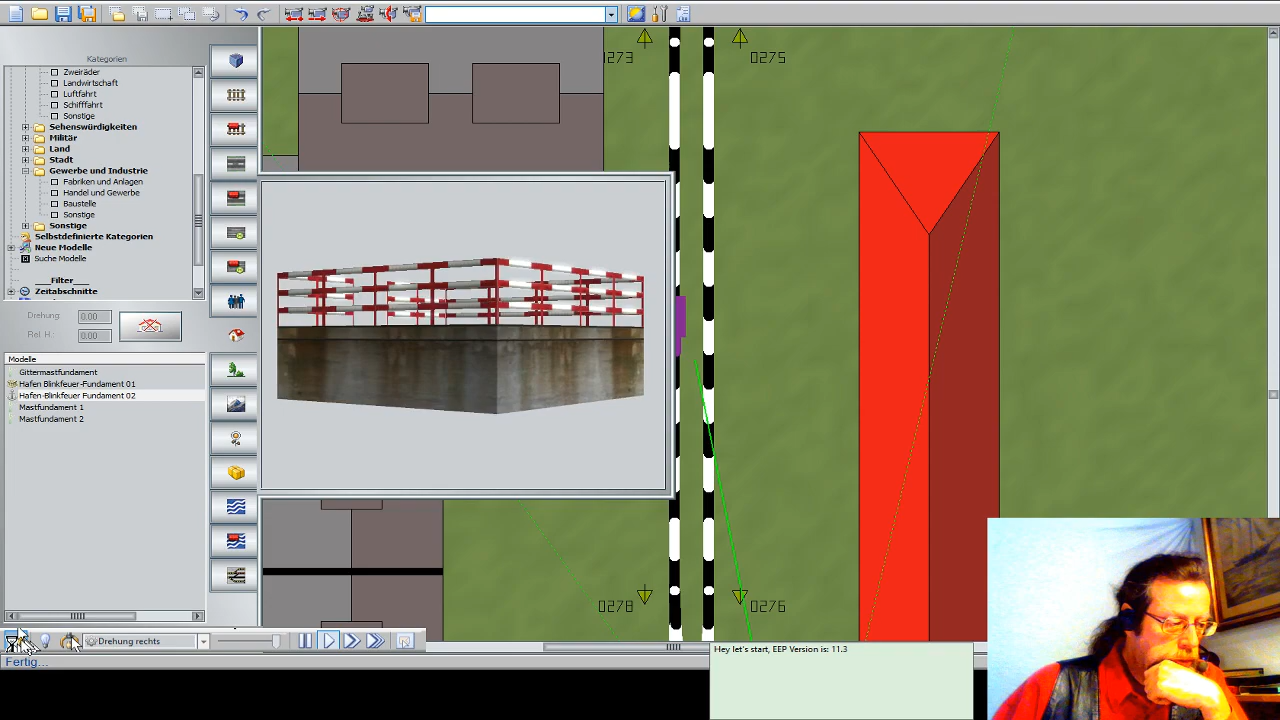 Kategorien
Zweiräder
Landwirtschaft
Luftfahrt
Schifffahrt
Sonstige
Sehenswürdigkeiten
Militär
Land
Stadt
Gewerbe und Industrie
Fabriken und Anlagen
Handel und Gewerbe
Baustelle
Sonstige
Sonstige
Selbstdefinierte Kategorien
Neue Modelle
Suche Modelle
__Filter__
Zeitabschnitte
Drehung: 0.00
Rel H.: 0.00
Modelle
Gittermastfundament
Hafen Blinkfeuer-Fundament 01
Hafen-Blinkfeuer Fundament 02
Mastfundament 1
Mastfundament 2
Drehung rechts
Fertig...
0275
0278
0276
Hey let's start, EEP Version is: 11.3